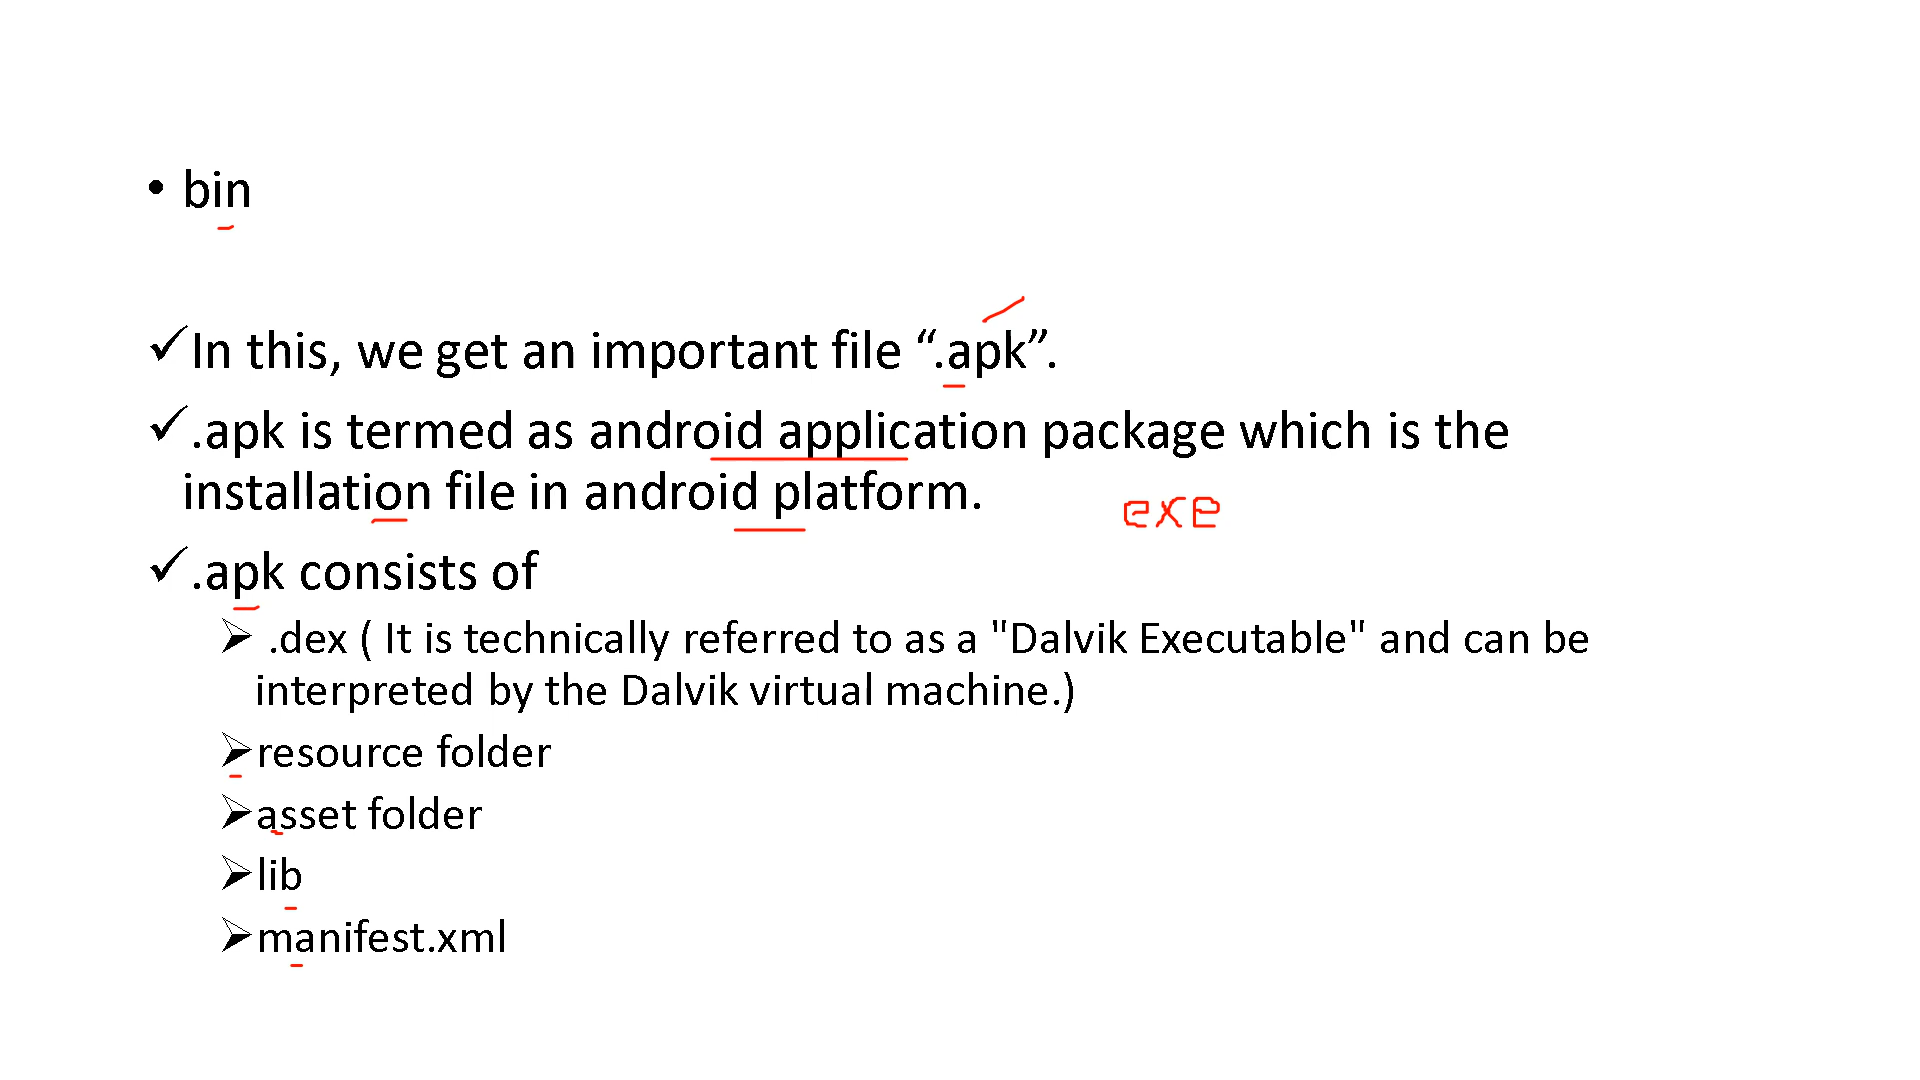 • bin
✓In this, we get an important file “.apk”.
✓.apk is termed as android application package which is the
installation file in android platform.
exe
✓.apk consists of
➢ .dex ( It is technically referred to as a "Dalvik Executable" and can be
interpreted by the Dalvik virtual machine.)
➢resource folder
➢asset folder
➢lib
➢manifest.xml